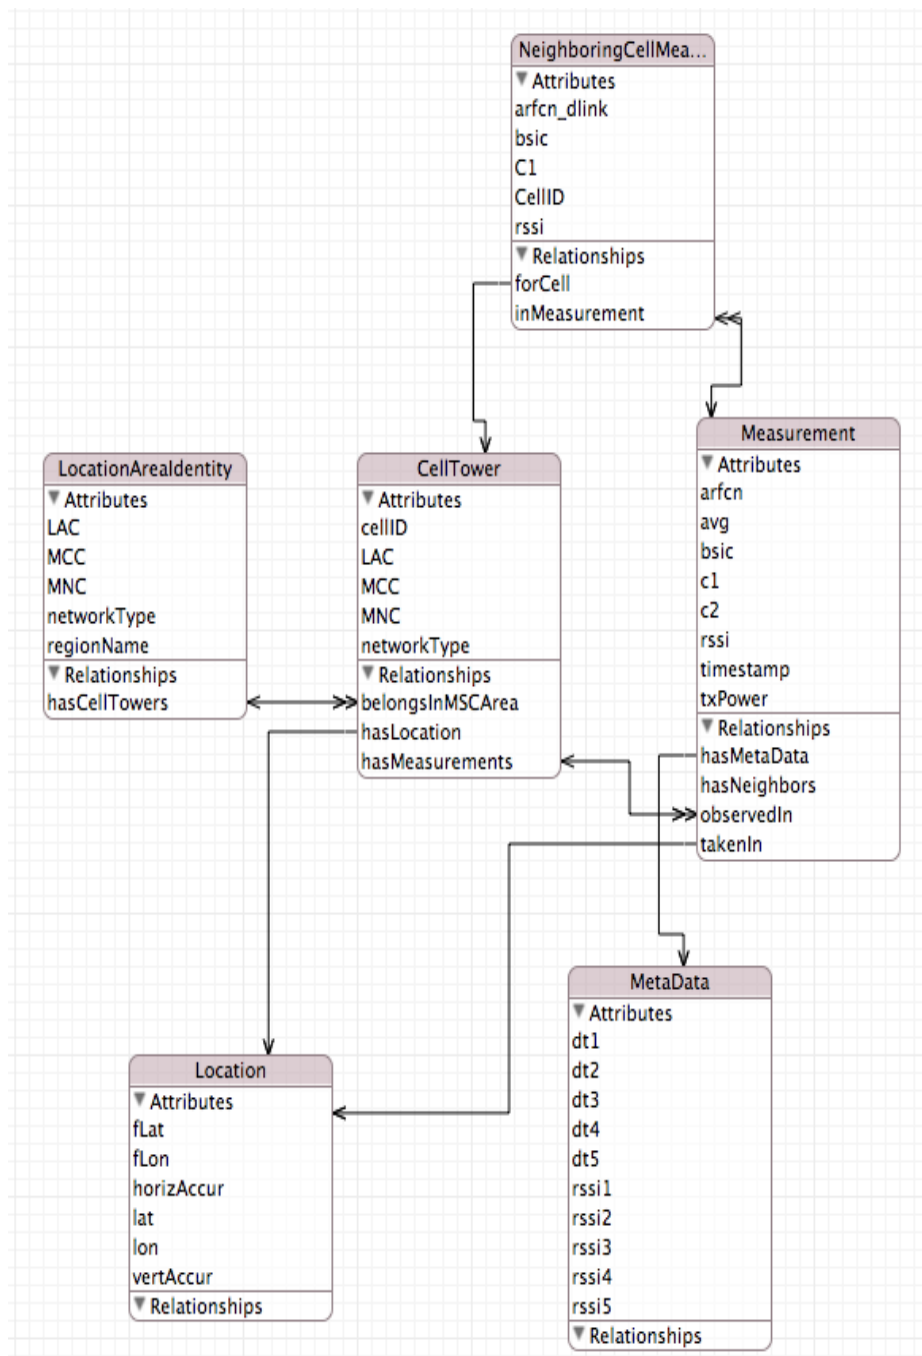 NeighboringCellMea...
Attributes
arfcn_dlink
bsic
C1
CellID
rssi
Relationships
forCell
inMeasurement
LocationAreaIdentity
Attributes
LAC
MCC
MNC
networkType
regionName
Relationships
hasCellTowers
CellTower
Attributes
cellID
LAC
MCC
MNC
networkType
Relationships
belongsInMSCArea
hasLocation
hasMeasurements
Measurement
Attributes
arfcn
avg
bsic
c1
c2
rssi
timestamp
txPower
Relationships
hasMetaData
hasNeighbors
observedIn
takenIn
Location
Attributes
fLat
fLon
horizAccur
lat
lon
vertAccur
Relationships
MetaData
Attributes
dt1
dt2
dt3
dt4
dt5
rssi1
rssi2
rssi3
rssi4
rssi5
Relationships